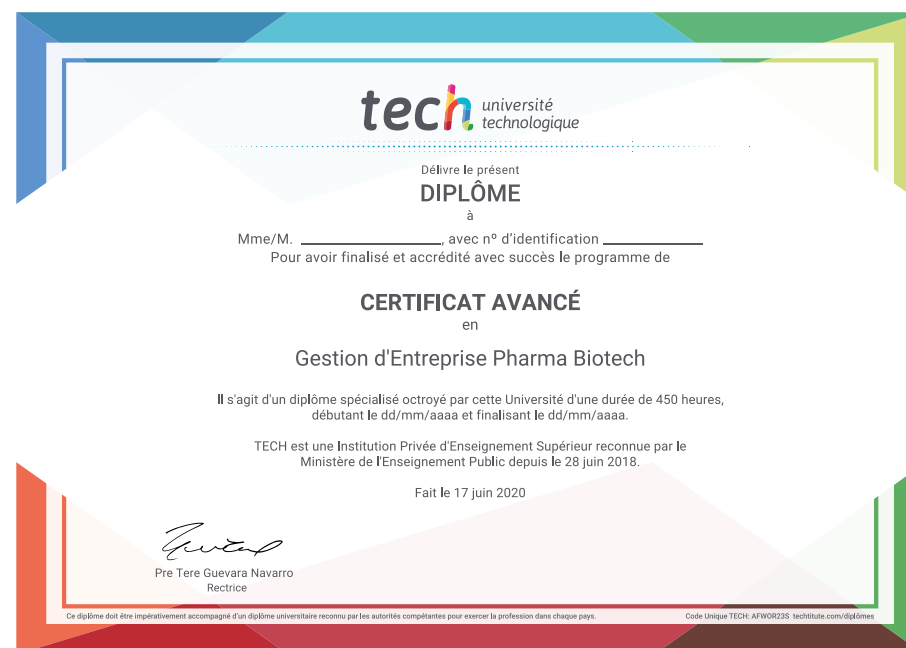 tech université
technologique
Délivre le présent
DIPLÔME
à
Mme/M. ____________________, avec nº d'identification ______________
Pour avoir finalisé et accrédité avec succès le programme de
CERTIFICAT AVANCÉ
en
Gestion d'Entreprise Pharma Biotech
Il s'agit d'un diplôme spécialisé octroyé par cette Université d'une durée de 450 heures,
débutant le dd/mm/aaaa et finalisant le dd/mm/aaaa.
TECH est une Institution Privée d'Enseignement Supérieur reconnue par le
Ministère de l'Enseignement Public depuis le 28 juin 2018.
Fait le 17 juin 2020
Pre Tere Guevara Navarro
Rectrice
Ce diplôme doit être impérativement accompagné d'un diplôme universitaire reconnu par les autorités compétantes pour exercer la profession dans chaque pays. Code Unique TECH: AFWOR23S techtitute.com/diplômes